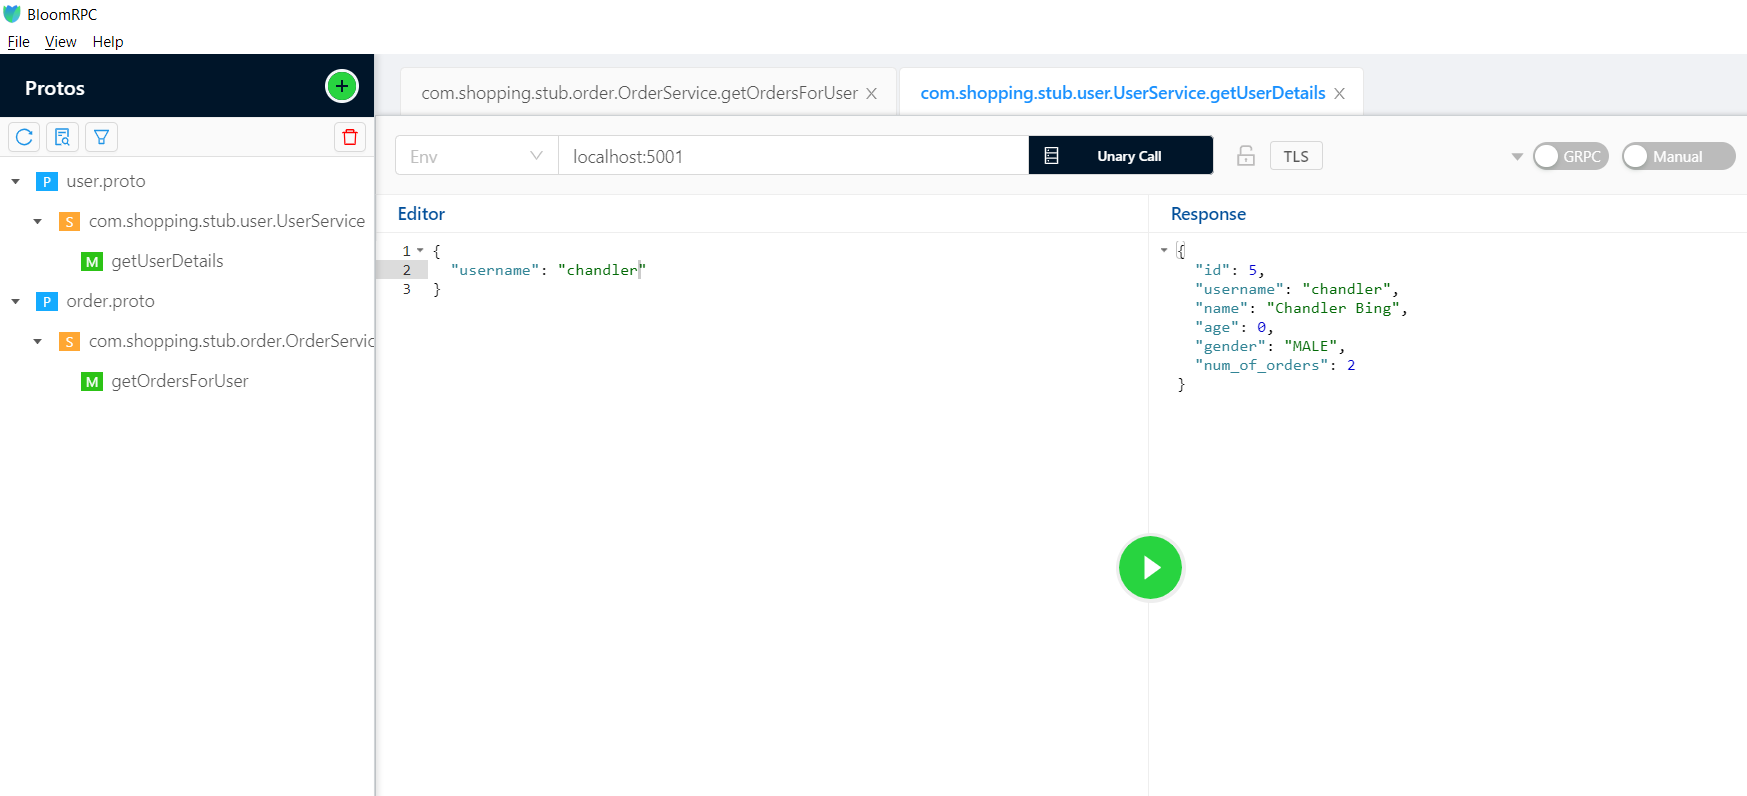 BloomRPC
File View Help
Protos
com.shopping.stub.order.OrderService.getOrdersForUser
com.shopping.stub.user.UserService.getUserDetails
Env
localhost:5001
Unary Call
TLS
GRPC
Manual
P user.proto
S com.shopping.stub.user.UserService
M getUserDetails
P order.proto
S com.shopping.stub.order.OrderServic
M getOrdersForUser
Editor
1 {
2 "username": "chandler"
3 }
Response
{
"id": 5,
"username": "chandler",
"name": "Chandler Bing",
"age": 0,
"gender": "MALE",
"num_of_orders": 2
}